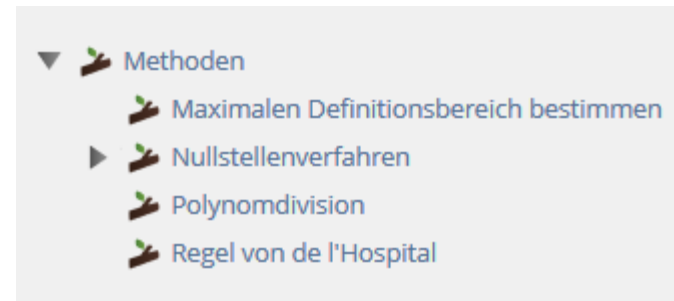 Methoden
Maximalen Definitionsbereich bestimmen
Nullstellenverfahren
Polynomdivision
Regel von de l'Hospital